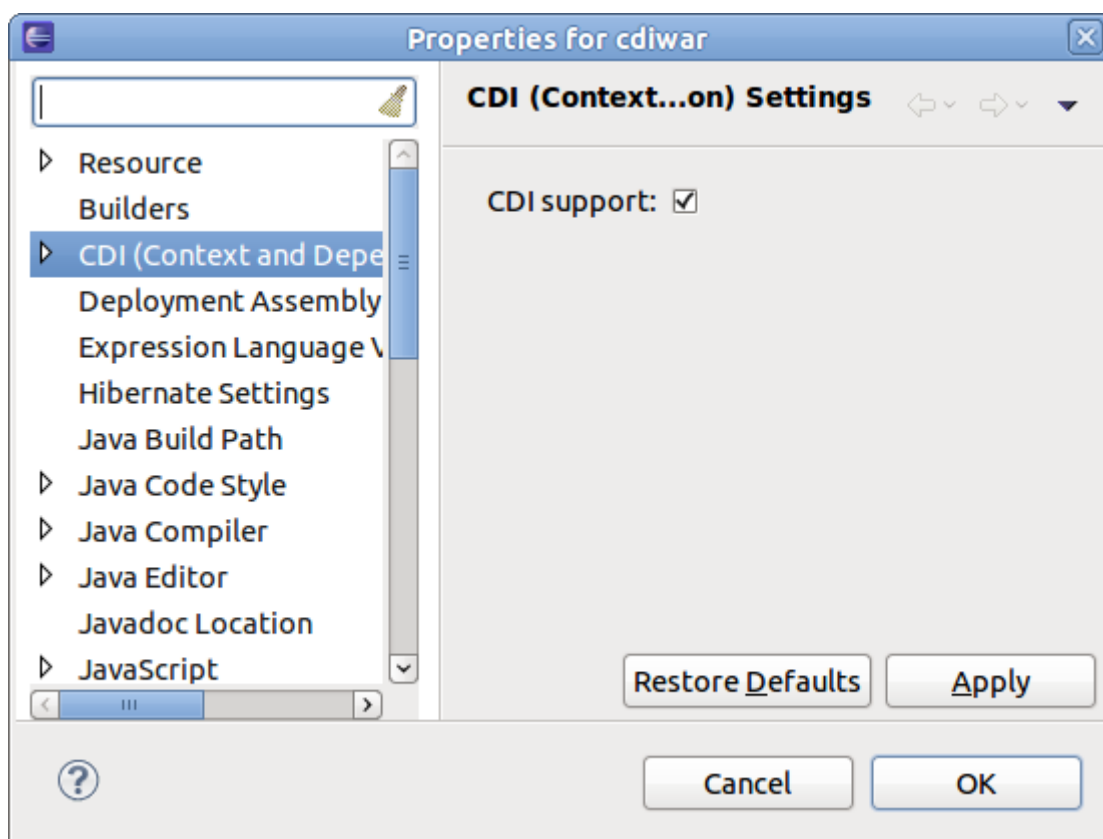 Properties for cdiwar
CDI (Context...on) Settings
Resource
Builders
CDI (Context and Depe
Deployment Assembly
Expression Language V
Hibernate Settings
Java Build Path
Java Code Style
Java Compiler
Java Editor
Javadoc Location
JavaScript
CDI support:
Restore Defaults
Apply
Cancel
OK